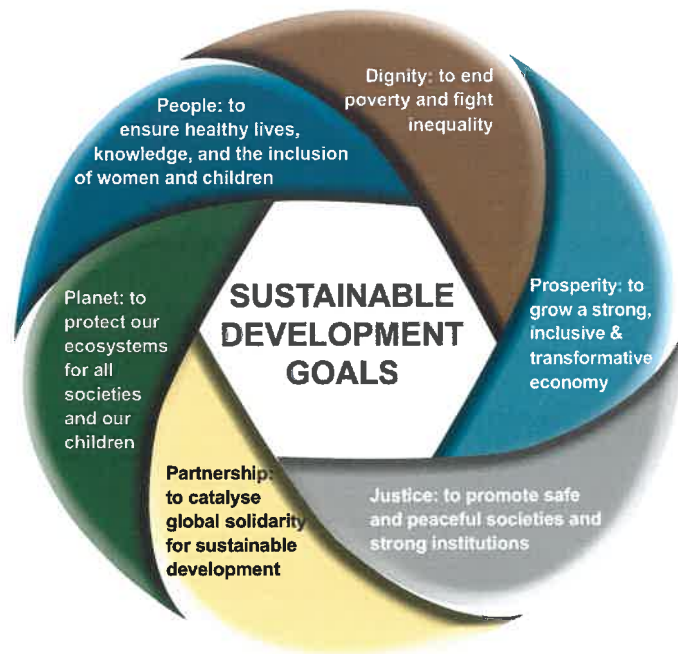 Dignity: to end
poverty and fight
inequality
People: to
ensure healthy lives,
knowledge, and the inclusion
of women and children
SUSTAINABLE
DEVELOPMENT
GOALS
Prosperity: to
grow a strong,
inclusive &
transformative
economy
Planet: to
protect our
ecosystems
for all
societies
and our
children
Partnership:
to catalyse
global solidarity
for sustainable
development
Justice: to promote safe
and peaceful societies and
strong institutions